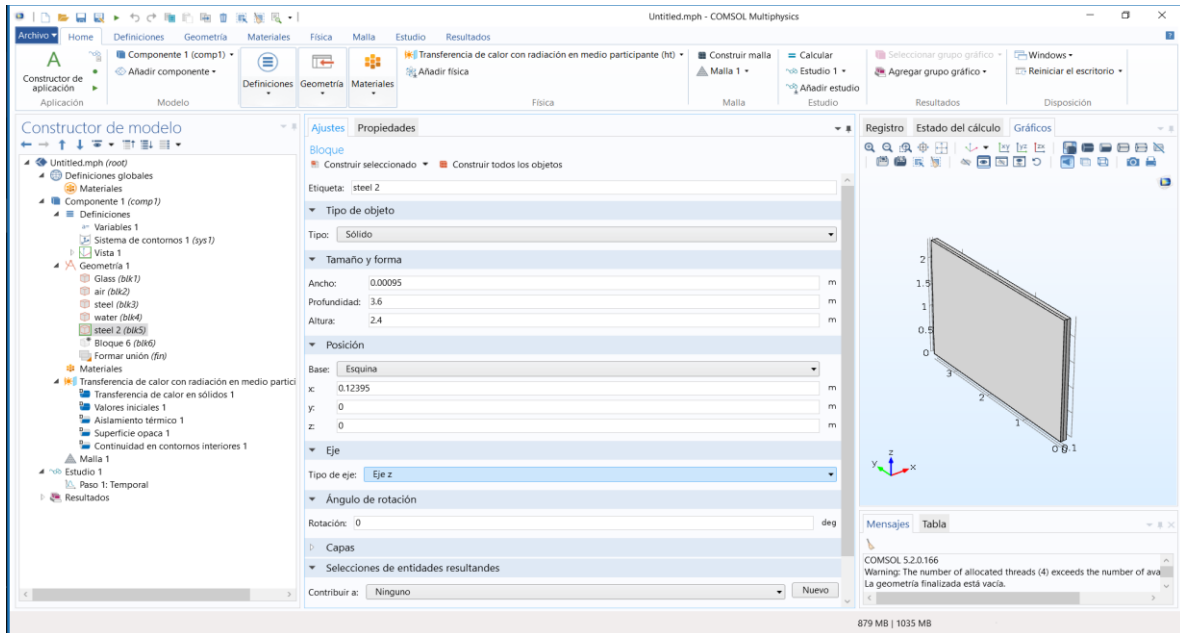 Untitled.mph - COMSOL Multiphysics
Archivo Home Definiciones Geometría Materiales Física Malla Estudio Resultados
Constructor de aplicación
Componente 1 (comp1)
Añadir componente
Definiciones Geometría Materiales
Transferencia de calor con radiación en medio participante (ht)
Añadir física
Construir malla
Malla 1
Calcular
Estudio 1
Añadir estudio
Seleccionar grupo gráfico
Agregar grupo gráfico
Windows
Reiniciar el escritorio
Aplicación Modelo Física Malla Estudio Resultados Disposición
Constructor de modelo
Untitled.mph (root)
Definiciones globales
Materiales
Componente 1 (comp1)
Definiciones
a= Variables 1
Sistema de contornos 1 (sys1)
Vista 1
Geometría 1
Glass (blk1)
air (blk2)
steel (blk3)
water (blk4)
steel 2 (blk5)
Bloque 6 (blk6)
Formar unión (fin)
Materiales
Transferencia de calor con radiación en medio partici
Transferencia de calor en sólidos 1
Valores iniciales 1
Aislamiento térmico 1
Superficie opaca 1
Continuidad en contornos interiores 1
Malla 1
Estudio 1
Paso 1: Temporal
Resultados
Ajustes Propiedades
Bloque
Construir seleccionado Construir todos los objetos
Etiqueta: steel 2
Tipo de objeto
Tipo: Sólido
Tamaño y forma
Ancho: 0.00095 m
Profundidad: 3.6 m
Altura: 2.4 m
Posición
Base: Esquina
x: 0.12395 m
y: 0 m
z: 0 m
Eje
Tipo de eje: Eje z
Ángulo de rotación
Rotación: 0 deg
Capas
Selecciones de entidades resultandes
Contribuir a: Ninguno Nuevo
Registro Estado del cálculo Gráficos
xy yz zx
2
1.5
1
0.5
0
3
2
1
0 0.1
z
y x
Mensajes Tabla
COMSOL 5.2.0.166
Warning: The number of allocated threads (4) exceeds the number of ava
La geometría finalizada está vacía.
879 MB | 1035 MB